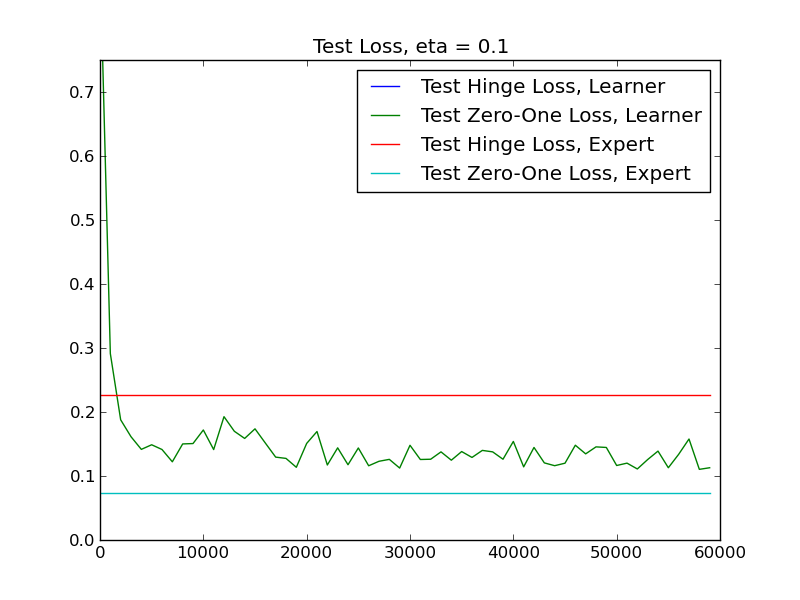 Test Loss, eta = 0.1
Test Hinge Loss, Learner
Test Zero-One Loss, Learner
Test Hinge Loss, Expert
Test Zero-One Loss, Expert
0.7
0.6
0.5
0.4
0.3
0.2
0.1
0.0
0 10000 20000 30000 40000 50000 60000